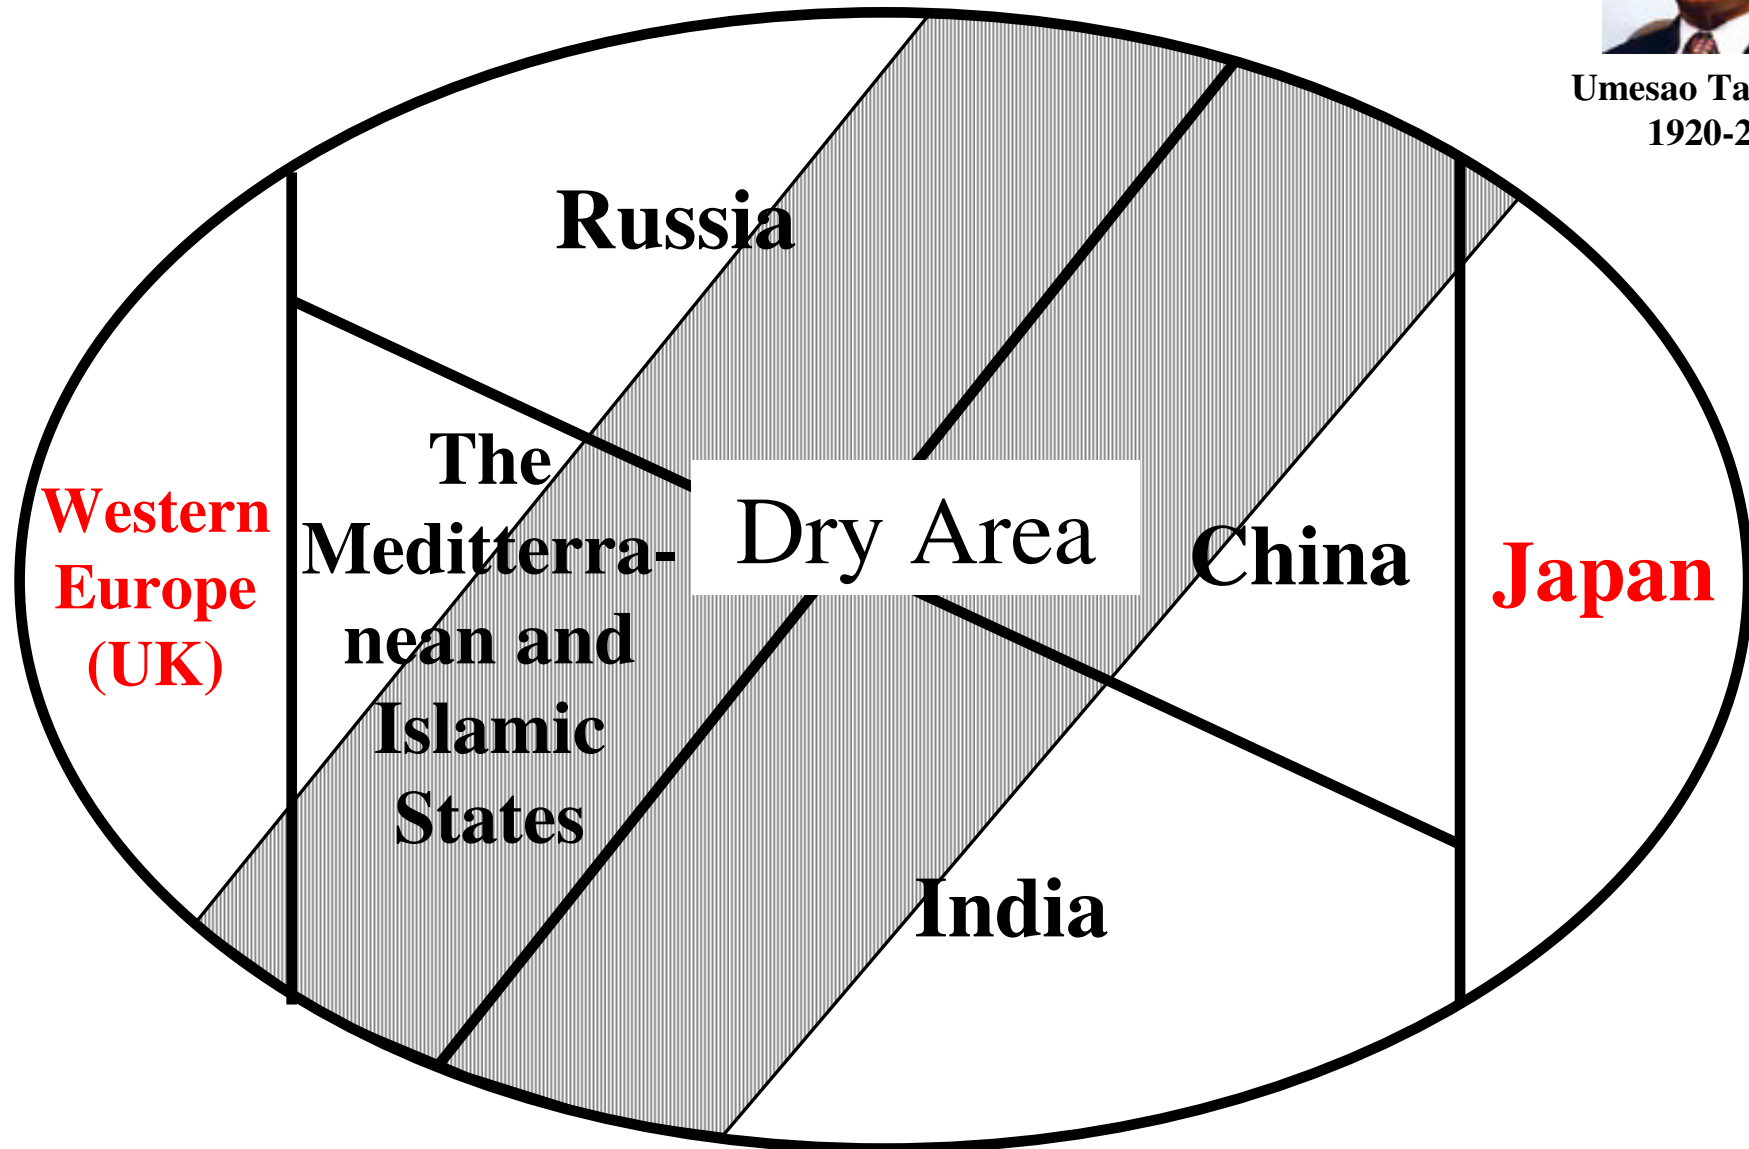 Umesao Ta
1920-2
Russia
The
Meditterra-
nean and
Islamic
States
Western
Europe
(UK)
Dry Area
China
Japan
India